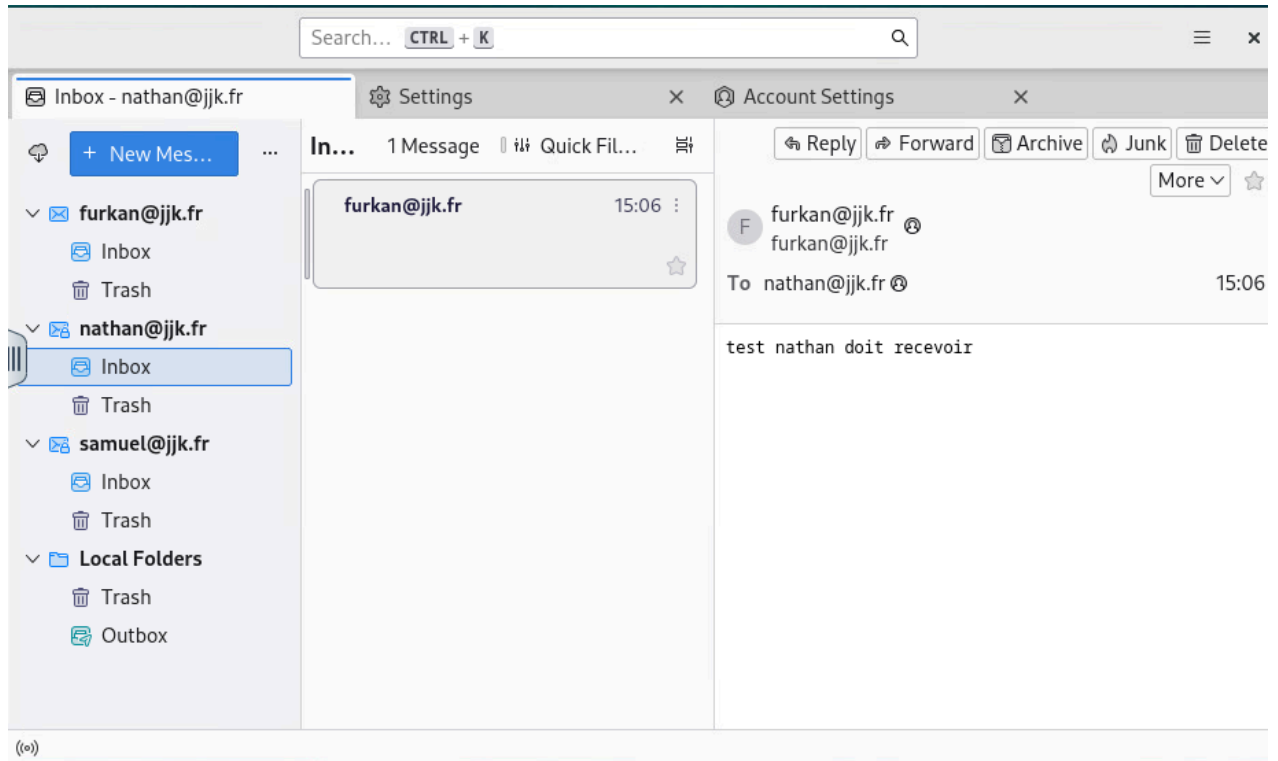 Search... CTRL + K
Inbox - nathan@jjk.fr
Settings
Account Settings
+ New Mes...
furkan@jjk.fr
Inbox
Trash
nathan@jjk.fr
Inbox
Trash
samuel@jjk.fr
Inbox
Trash
Local Folders
Trash
Outbox
In... 1 Message Quick Fil...
furkan@jjk.fr 15:06
Reply Forward Archive Junk Delete
More
F
furkan@jjk.fr
furkan@jjk.fr
To nathan@jjk.fr 15:06
test nathan doit recevoir